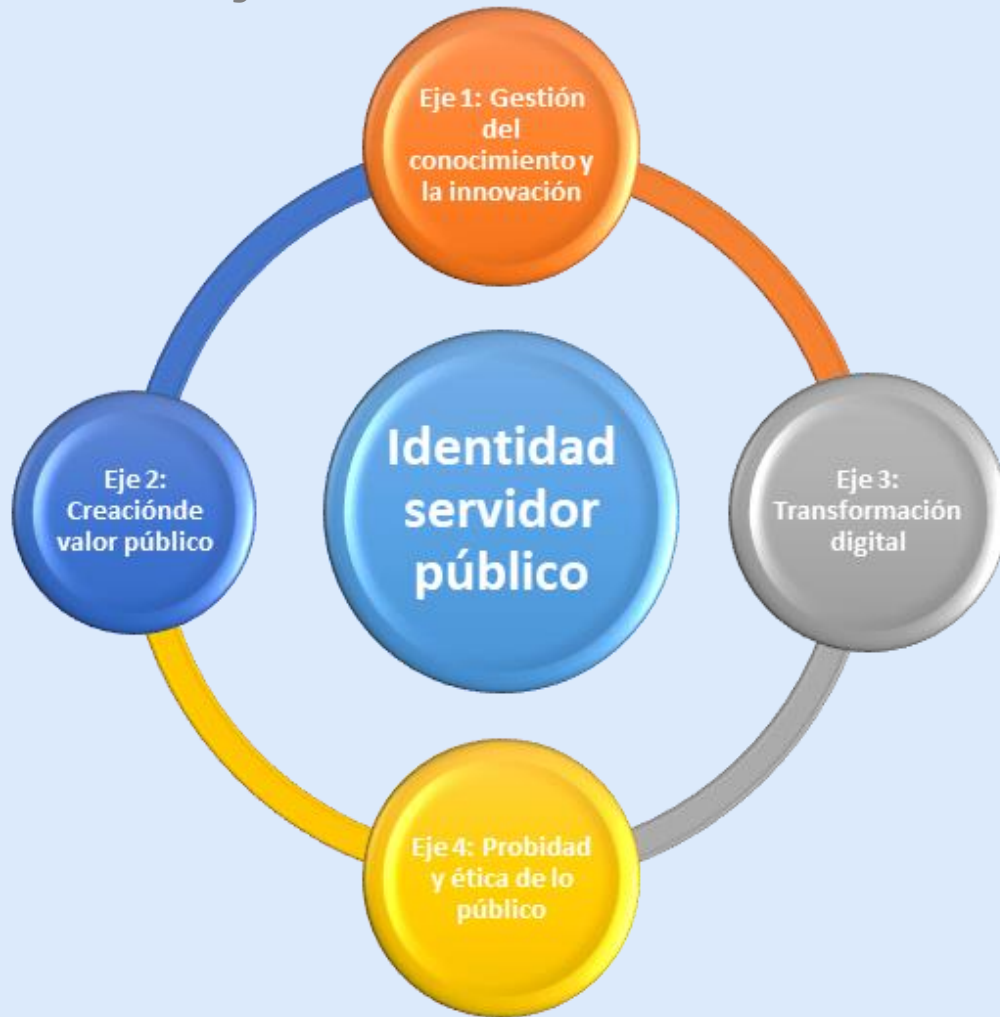 Eje 1: Gestión
del
conocimiento y
la innovación
Identidad
servidor
público
Eje 2:
Creaciónde
valor público
Eje 3:
Transformación
digital
Eje 4: Probidad
y ética de lo
público